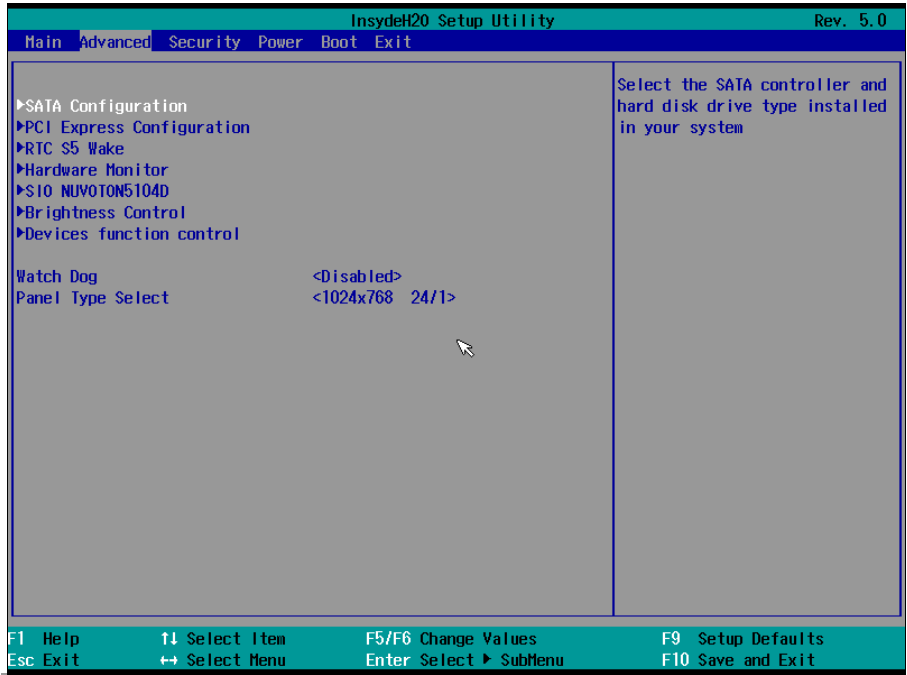 InsydeH20 Setup Utility Rev. 5.0
Main Advanced Security Power Boot Exit
▶SATA Configuration
▶PCI Express Configuration
▶RTC S5 Wake
▶Hardware Monitor
▶SIO NUVOTON5104D
▶Brightness Control
▶Devices function control
Watch Dog <Disabled>
Panel Type Select <1024x768 24/1>
Select the SATA controller and
hard disk drive type installed
in your system
F1 Help ↑↓ Select Item F5/F6 Change Values F9 Setup Defaults
Esc Exit ↔ Select Menu Enter Select ▶ SubMenu F10 Save and Exit